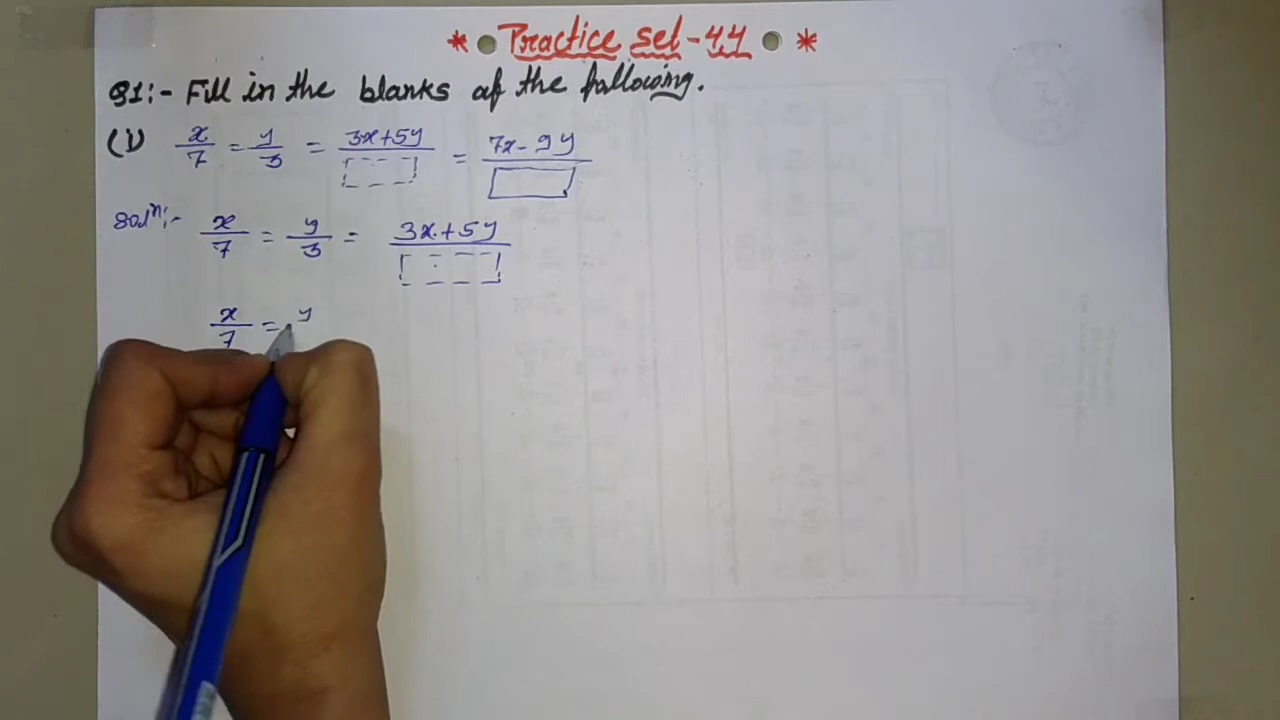 * Practice set - 4.4 *
Q1:- Fill in the blanks of the following.
(1) x/7 = y/3 = 3x+5y/[ ] = 7x-9y/[ ]
Solⁿ:- x/7 = y/3 = 3x+5y/[ ]
x/7 = y